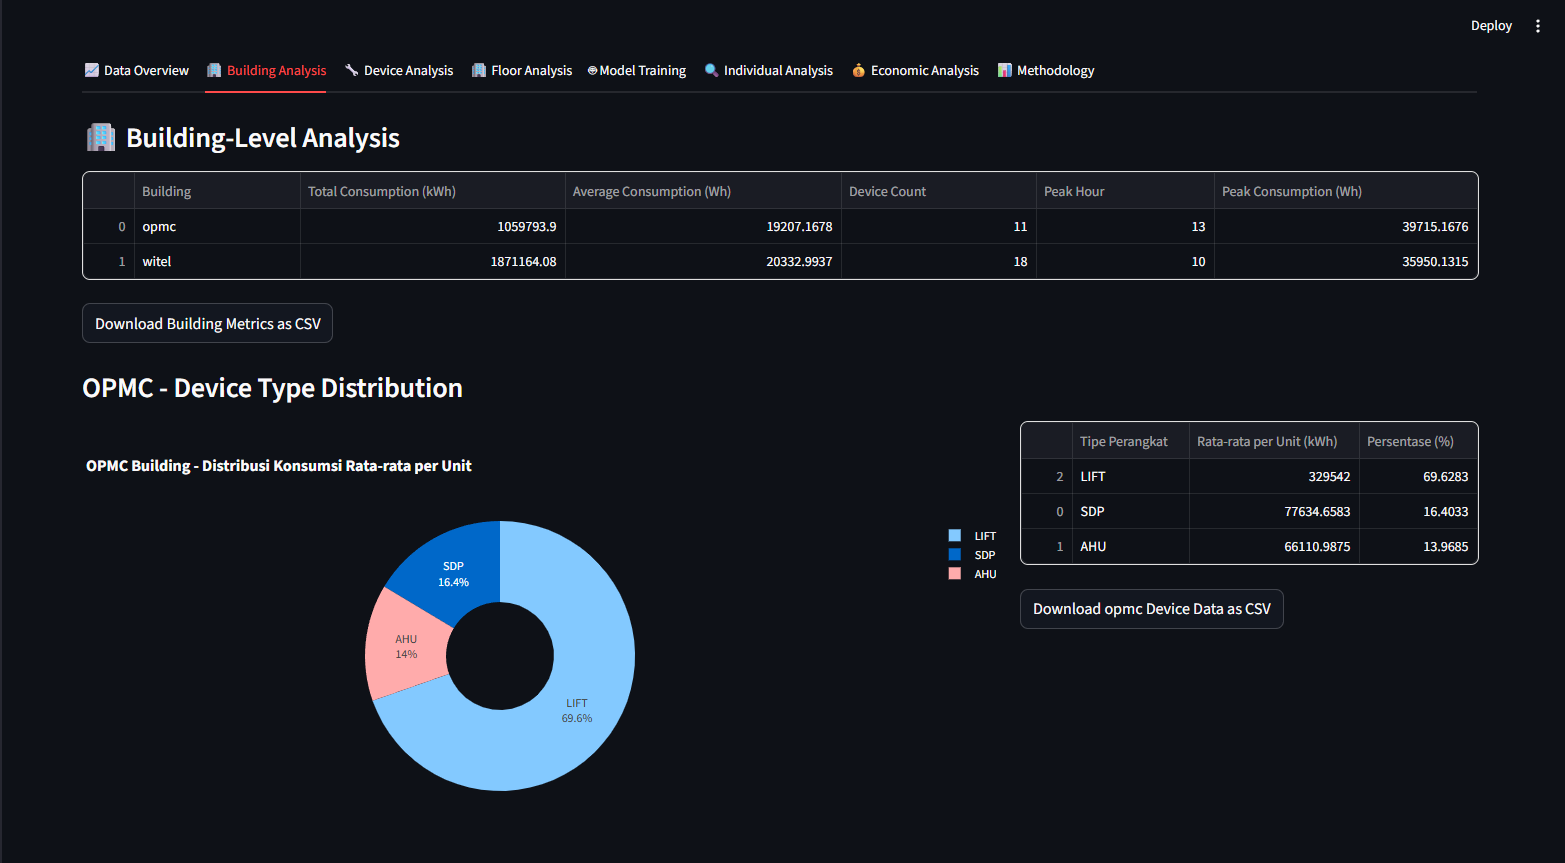 Deploy
Data Overview Building Analysis Device Analysis Floor Analysis Model Training Individual Analysis Economic Analysis Methodology
Building-Level Analysis
Building Total Consumption (kWh) Average Consumption (Wh) Device Count Peak Hour Peak Consumption (Wh)
0 opmc 1059793.9 19207.1678 11 13 39715.1676
1 witel 1871164.08 20332.9937 18 10 35950.1315
Download Building Metrics as CSV
OPMC - Device Type Distribution
OPMC Building - Distribusi Konsumsi Rata-rata per Unit
SDP
16.4%
AHU
14%
LIFT
69.6%
LIFT
SDP
AHU
Tipe Perangkat Rata-rata per Unit (kWh) Persentase (%)
2 LIFT 329542 69.6283
0 SDP 77634.6583 16.4033
1 AHU 66110.9875 13.9685
Download opmc Device Data as CSV